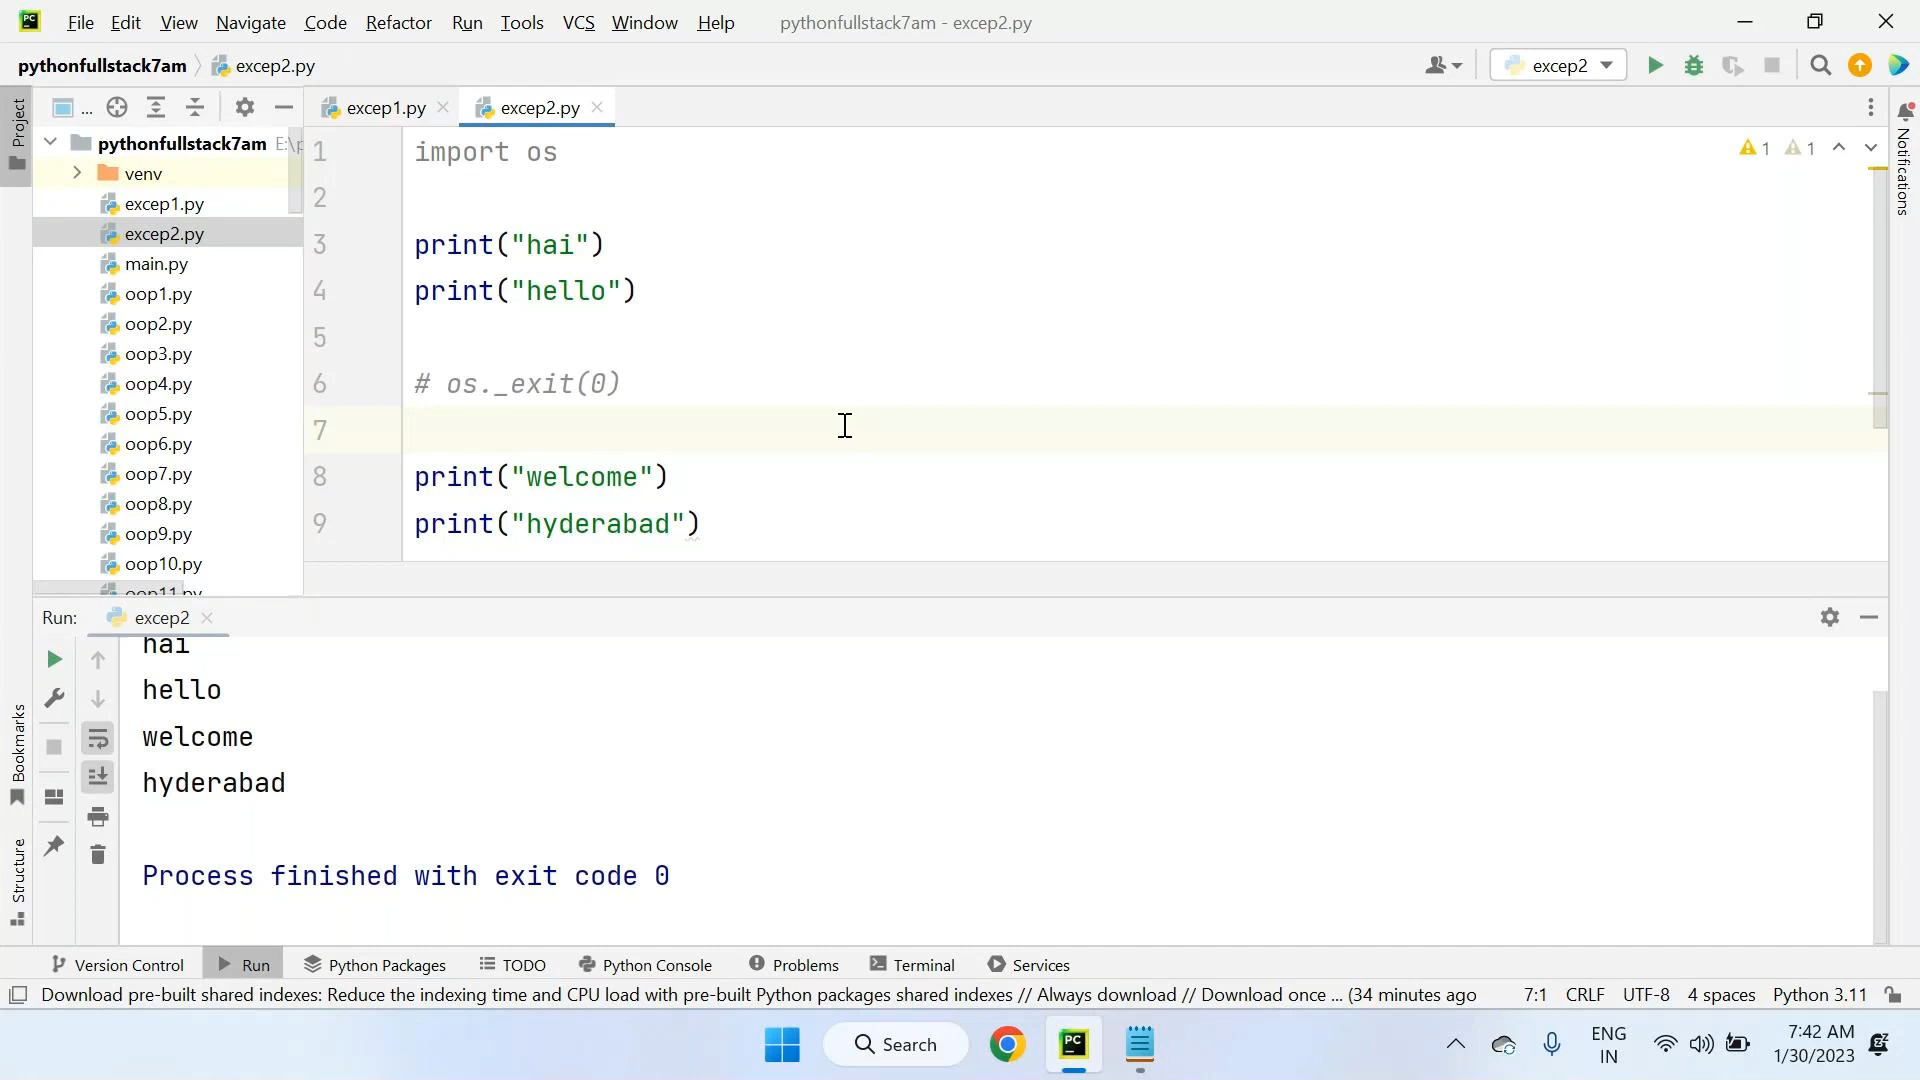 PC File Edit View Navigate Code Refactor Run Tools VCS Window Help pythonfullstack7am - excep2.py
pythonfullstack7am excep2.py excep2
Project
...
excep1.py
excep2.py
pythonfullstack7am E:\p
venv
excep1.py
excep2.py
main.py
oop1.py
oop2.py
oop3.py
oop4.py
oop5.py
oop6.py
oop7.py
oop8.py
oop9.py
oop10.py
oop11.py
1 import os
2
3 print("hai")
4 print("hello")
5
6 # os._exit(0)
7
8 print("welcome")
9 print("hyderabad")
1 1
Notifications
Run: excep2
hai
hello
welcome
hyderabad
Process finished with exit code 0
Bookmarks
Structure
Version Control Run Python Packages TODO Python Console Problems Terminal Services
Download pre-built shared indexes: Reduce the indexing time and CPU load with pre-built Python packages shared indexes // Always download // Download once ... (34 minutes ago 7:1 CRLF UTF-8 4 spaces Python 3.11
Search
PC
ENG
IN
7:42 AM
1/30/2023